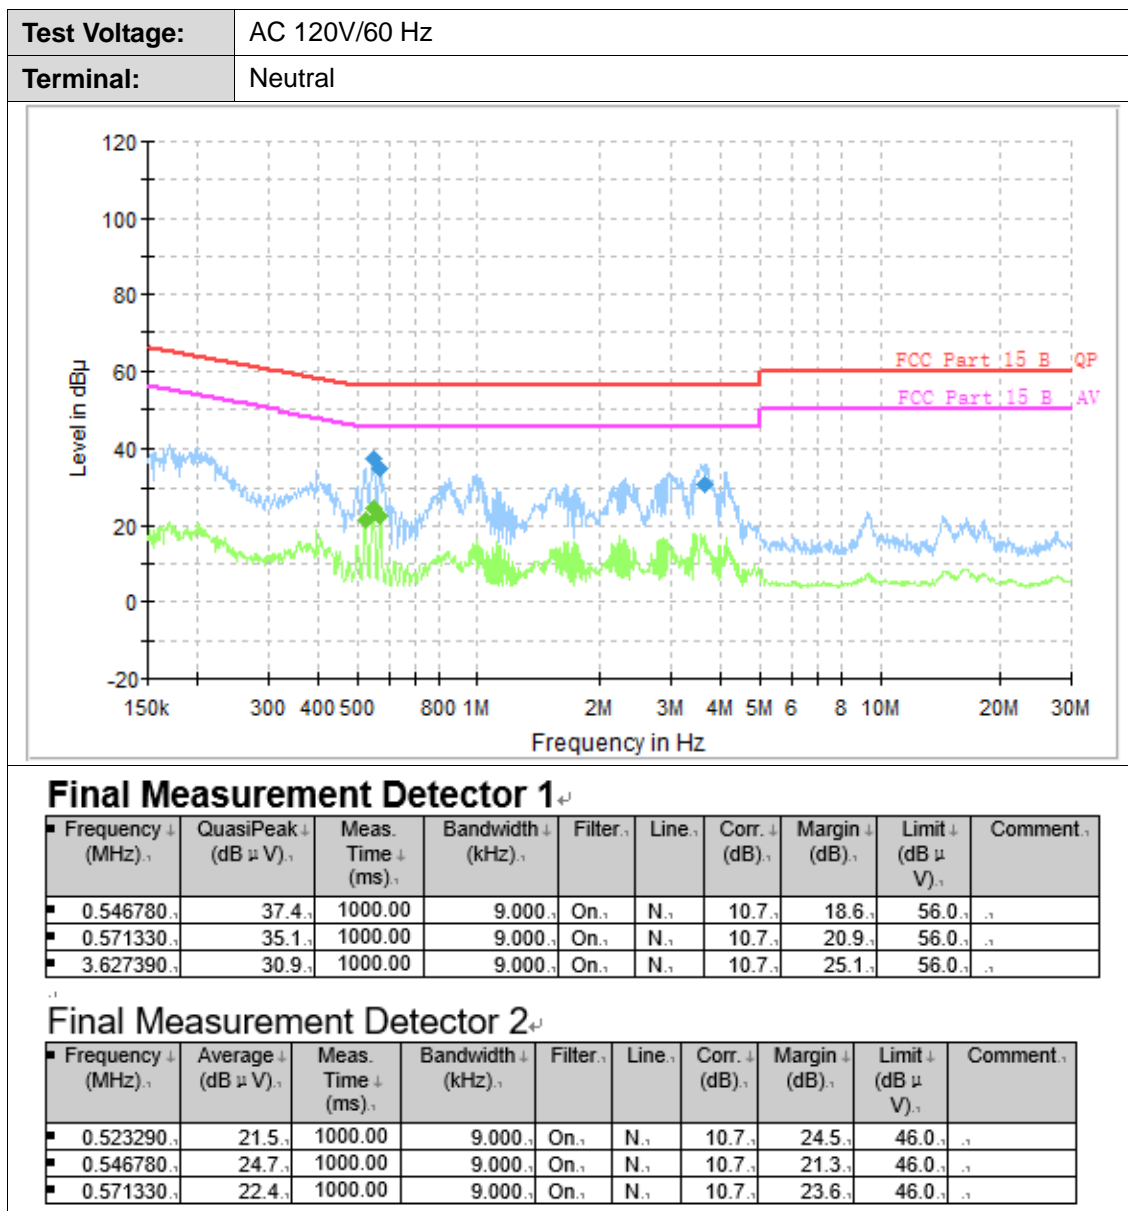 Test Voltage: AC 120V/60 Hz
Terminal: Neutral
120
100
80
60
40
20
0
-20
Level in dBµ
FCC Part 15 B QP
FCC Part 15 B AV
150k 300 400 500 800 1M 2M 3M 4M 5M 6 8 10M 20M 30M
Frequency in Hz
Final Measurement Detector 1
Frequency (MHz) QuasiPeak (dBµV) Meas. Time (ms) Bandwidth (kHz) Filter Line Corr. (dB) Margin (dB) Limit (dBµV) Comment
0.546780 37.4 1000.00 9.000 On N 10.7 18.6 56.0
0.571330 35.1 1000.00 9.000 On N 10.7 20.9 56.0
3.627390 30.9 1000.00 9.000 On N 10.7 25.1 56.0
Final Measurement Detector 2
Frequency (MHz) Average (dBµV) Meas. Time (ms) Bandwidth (kHz) Filter Line Corr. (dB) Margin (dB) Limit (dBµV) Comment
0.523290 21.5 1000.00 9.000 On N 10.7 24.5 46.0
0.546780 24.7 1000.00 9.000 On N 10.7 21.3 46.0
0.571330 22.4 1000.00 9.000 On N 10.7 23.6 46.0